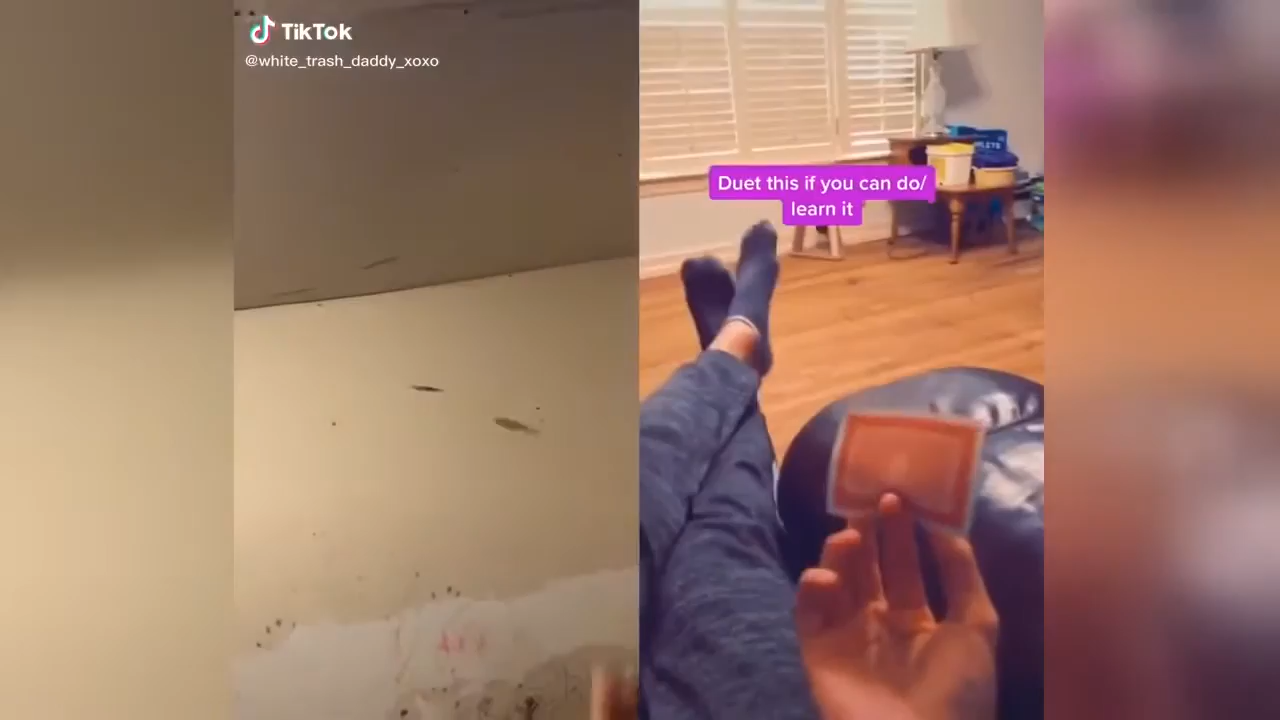 TikTok
@white_trash_daddy_xoxo
Duet this if you can do/
learn it